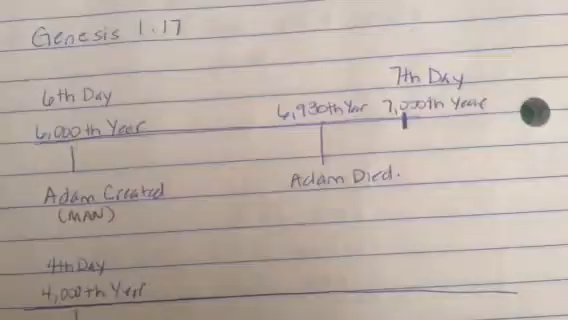 Genesis 1.17
7th Day
6th Day
6,000th Year 6,930th Year 7,000th Year
Adam Created Adam Died.
(MAN)
4th Day
4,000th Year